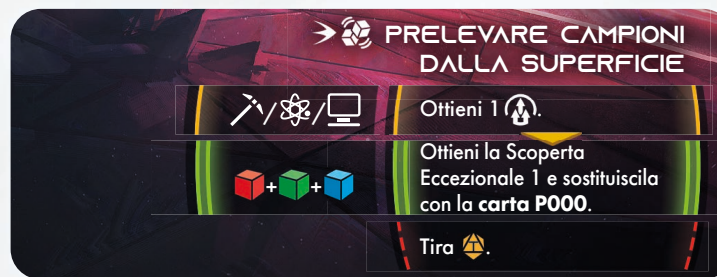 PRELEVARE CAMPIONI
DALLA SUPERFICIE
/ /
Ottieni 1 .
Ottieni la Scoperta
Eccezionale 1 e sostituiscila
con la carta P000.
+ +
Tira .